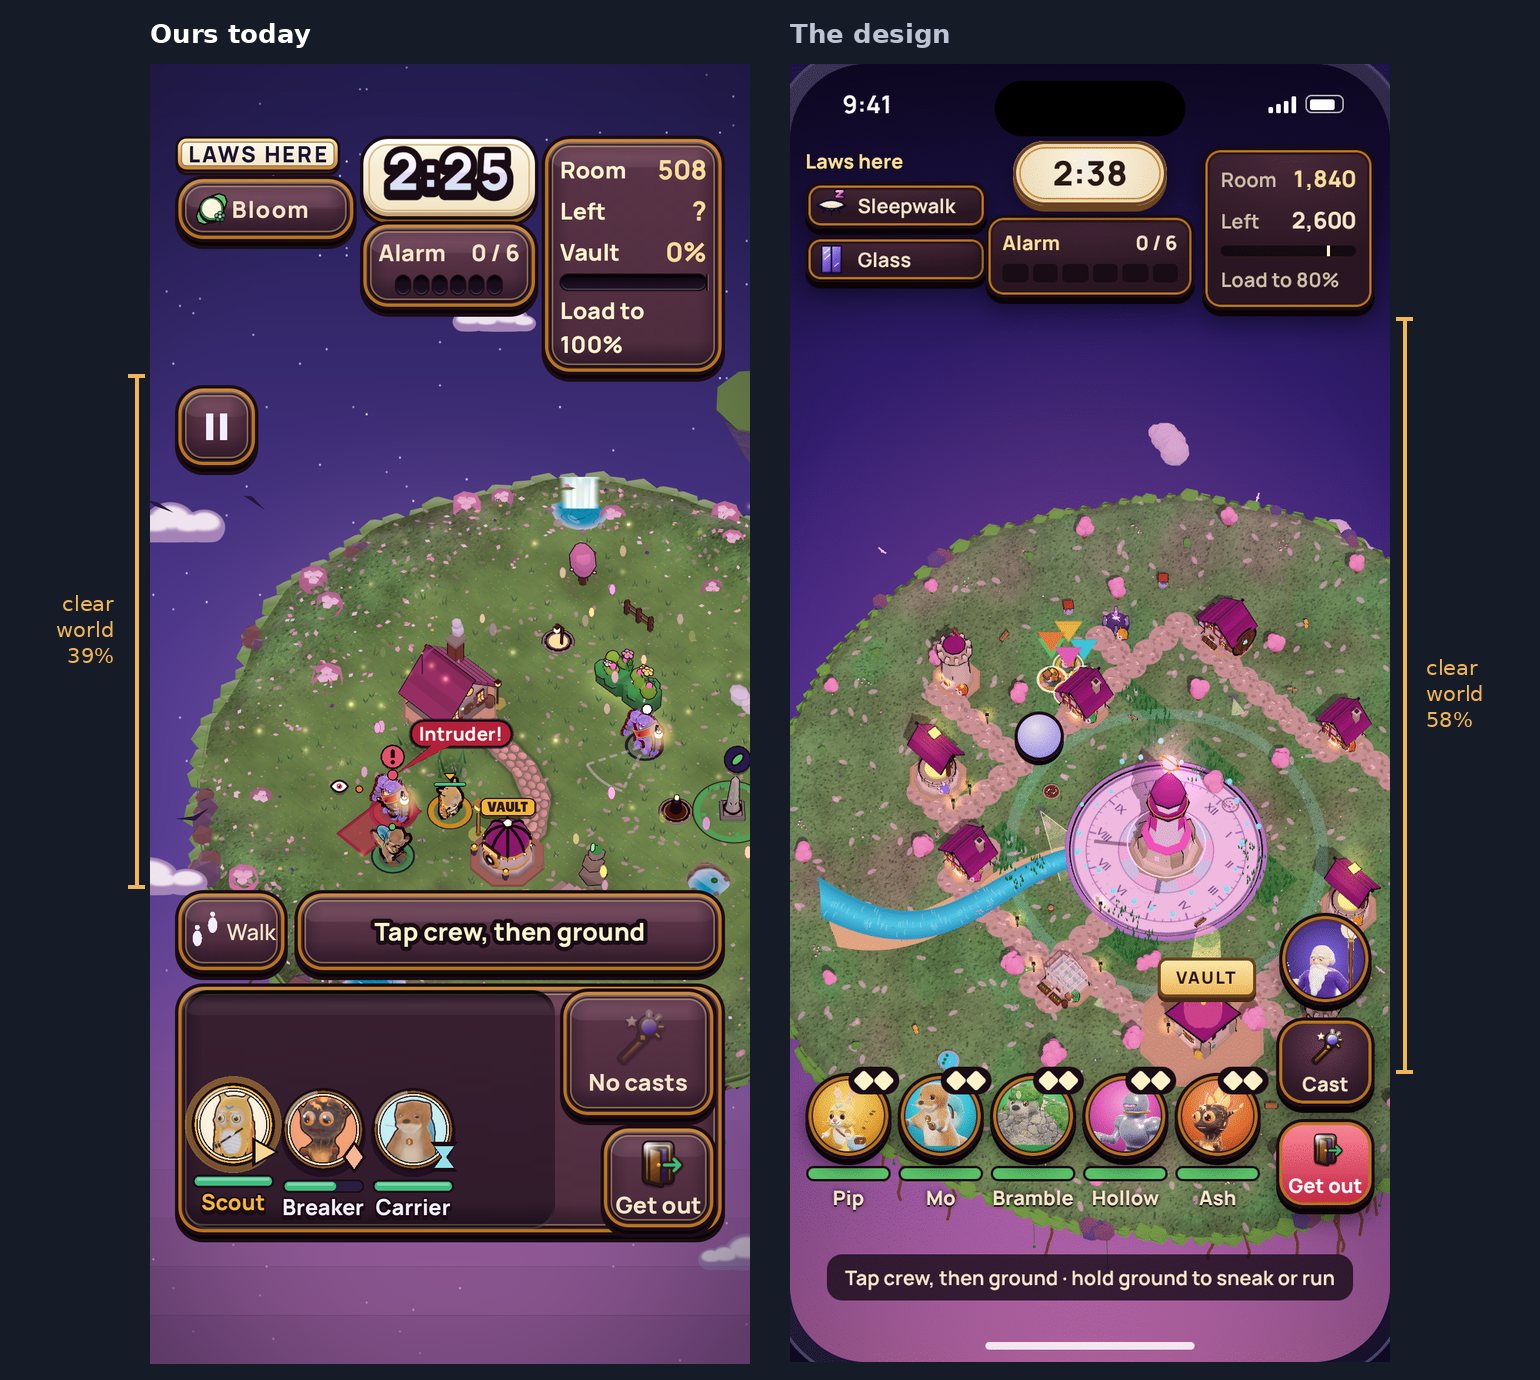 Ours today
LAWS HERE
Bloom
2:25
Alarm 0 / 6
Room 508
Left ?
Vault 0%
Load to
100%
clear
world
39%
Intruder!
VAULT
Walk
Tap crew, then ground
No casts
Get out
Scout
Breaker
Carrier
The design
9:41
Laws here
Sleepwalk
Glass
2:38
Alarm 0 / 6
Room 1,840
Left 2,600
Load to 80%
clear
world
58%
VAULT
Cast
Get out
Pip
Mo
Bramble
Hollow
Ash
Tap crew, then ground · hold ground to sneak or run